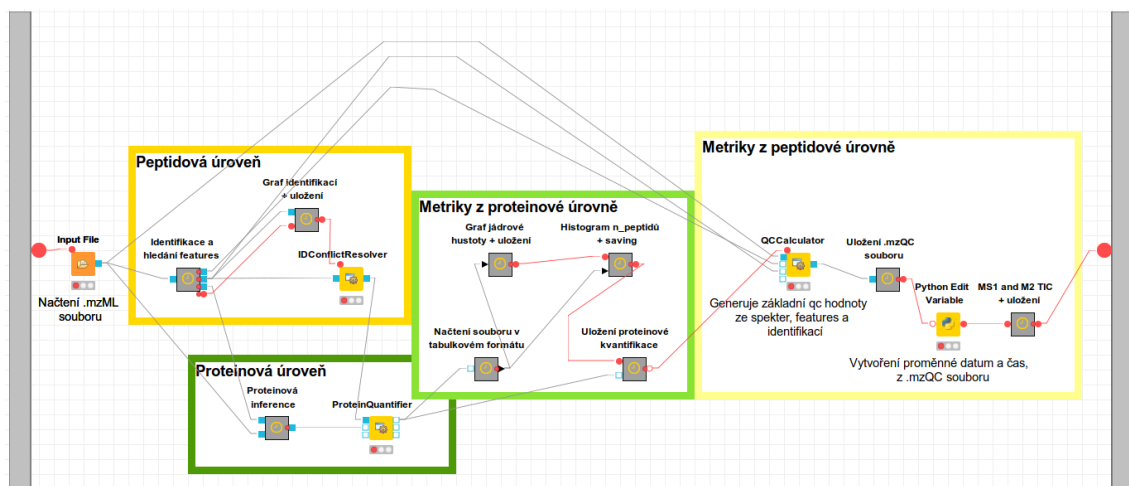 Peptidová úroveň
Graf identifikací
+ uložení
Input File
Identifikace a
hledání features
IDConflictResolver
Načtení .mzML
souboru
Proteinová úroveň
Proteinová
inference
ProteinQuantifier
Metriky z proteinové úrovně
Graf jádrové
hustoty + uložení
Histogram n_peptidů
+ saving
Načtení souboru v
tabulkovém formátu
Uložení proteinové
kvantifikace
Metriky z peptidové úrovně
QCCalculator
Uložení .mzQC
souboru
Generuje základní qc hodnoty
ze spekter, features a
identifikací
Python Edit
Variable
MS1 and M2 TIC
+ uložení
Vytvoření proměnné datum a čas,
z .mzQC souboru